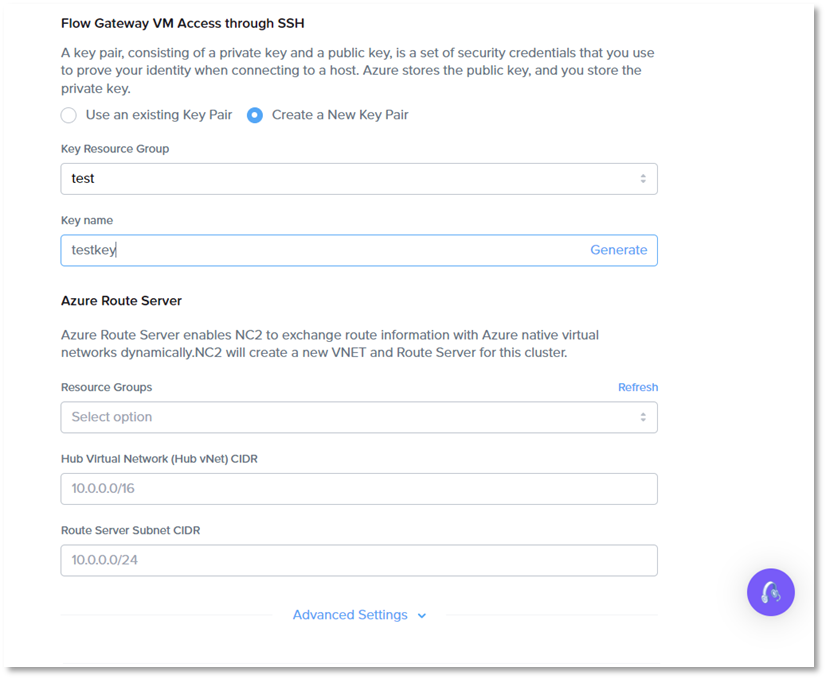 Flow Gateway VM Access through SSH
A key pair, consisting of a private key and a public key, is a set of security credentials that you use
to prove your identity when connecting to a host. Azure stores the public key, and you store the
private key.
Use an existing Key Pair Create a New Key Pair
Key Resource Group
test
Key name
testkey Generate
Azure Route Server
Azure Route Server enables NC2 to exchange route information with Azure native virtual
networks dynamically.NC2 will create a new VNET and Route Server for this cluster.
Resource Groups Refresh
Select option
Hub Virtual Network (Hub vNet) CIDR
10.0.0.0/16
Route Server Subnet CIDR
10.0.0.0/24
Advanced Settings